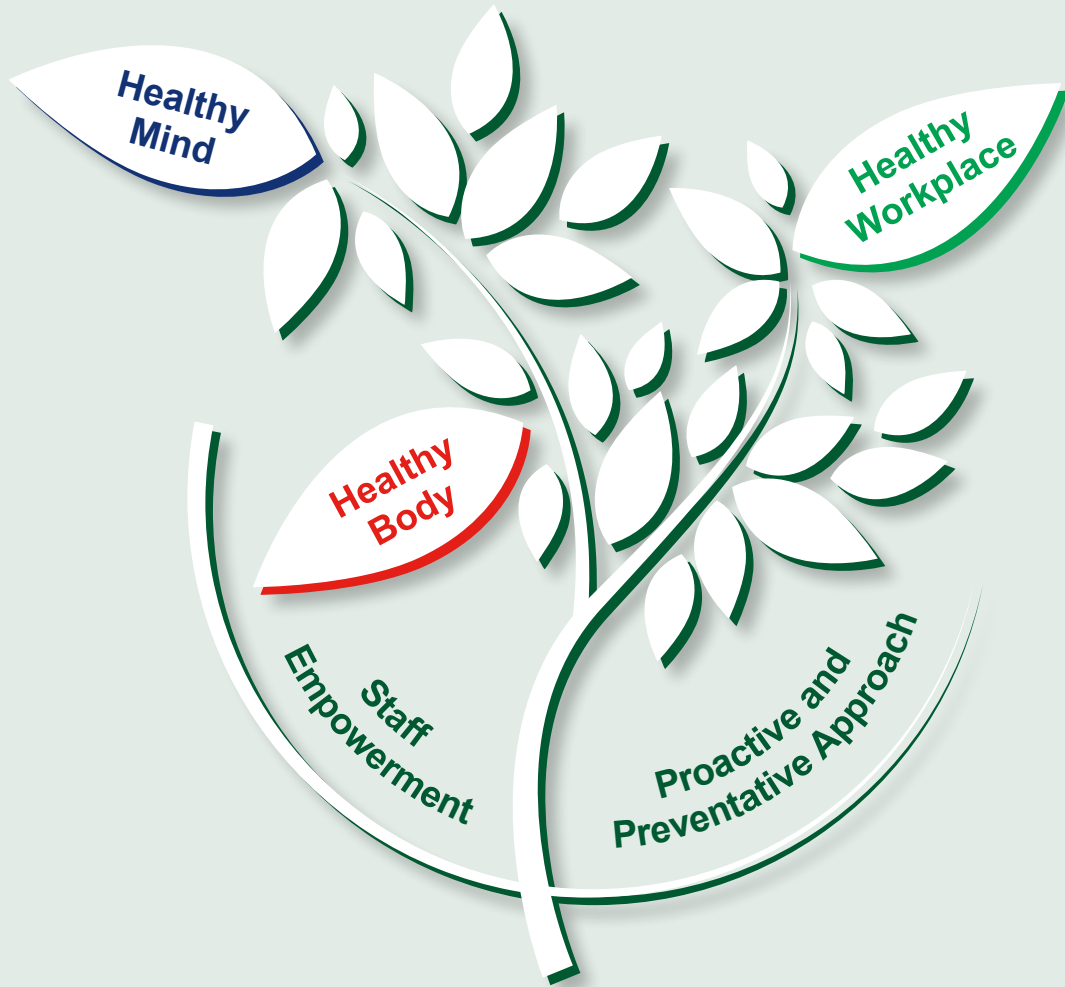 Healthy
Mind
Healthy
Workplace
Healthy
Body
Staff
Empowerment
Proactive and
Preventative Approach